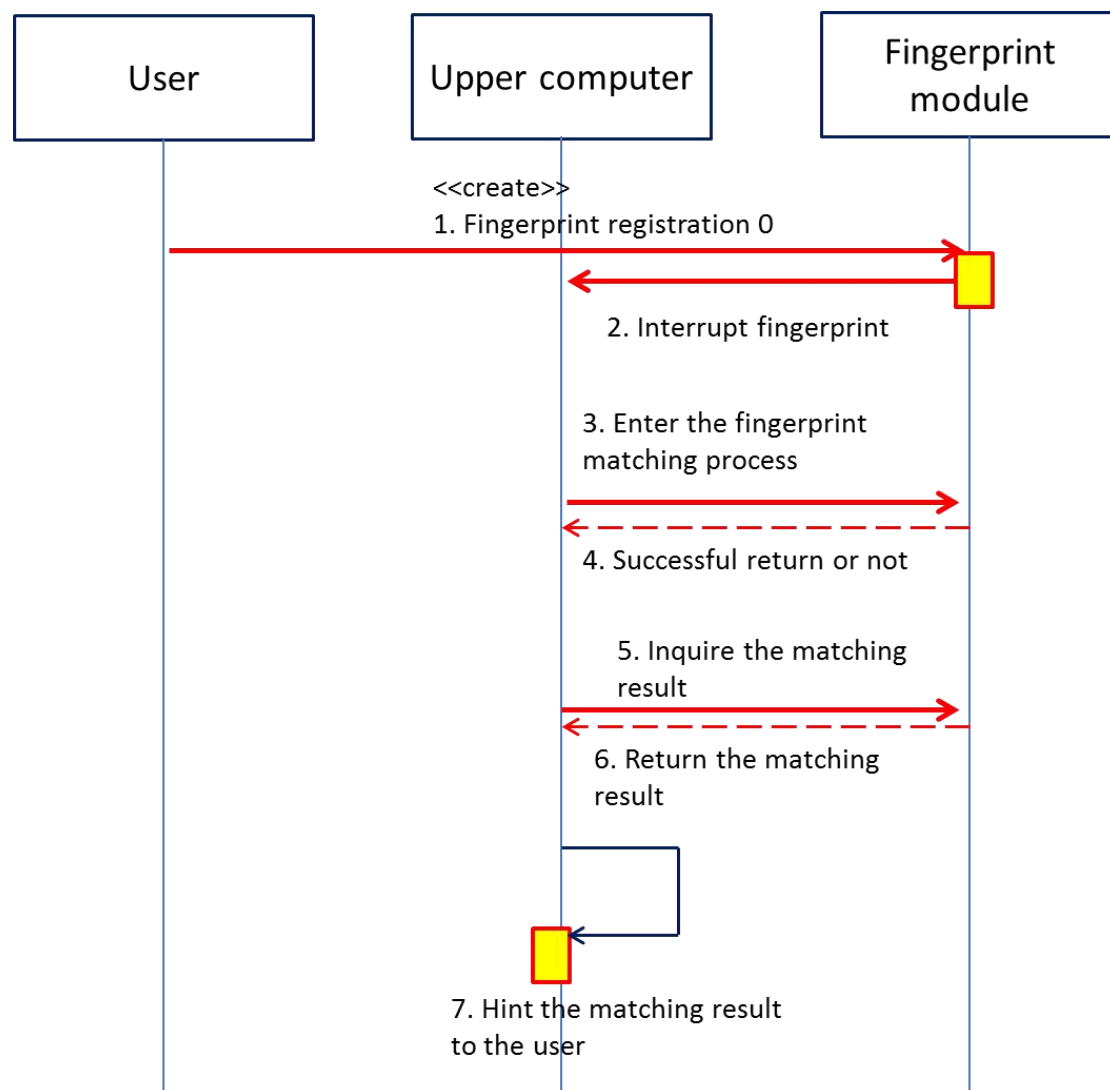 User
Upper computer
Fingerprint
module
<<create>>
1. Fingerprint registration 0
2. Interrupt fingerprint
3. Enter the fingerprint
matching process
4. Successful return or not
5. Inquire the matching
result
6. Return the matching
result
7. Hint the matching result
to the user